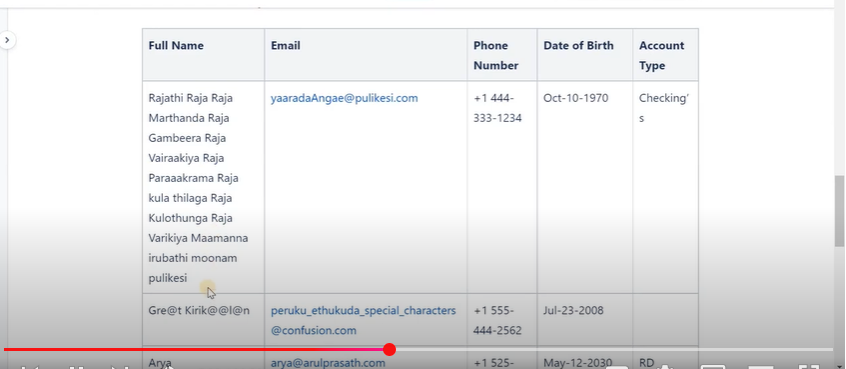 Full Name
Email
Phone
Number
Date of Birth
Account
Type
Rajathi Raja Raja
Marthanda Raja
Gambeera Raja
Vairaakiya Raja
Paraaakrama Raja
kula thilaga Raja
Kulothunga Raja
Varikiya Maamanna
irubathi moonam
pulikesi
yaaradaAngae@pulikesi.com
+1 444-
333-1234
Oct-10-1970
Checking'
s
Gre@t Kirik@@l@n
peruku_ethukuda_special_characters
@confusion.com
+1 555-
444-2562
Jul-23-2008
Arya
arya@arulprasath.com
+1 525-
May-12-2030
RD